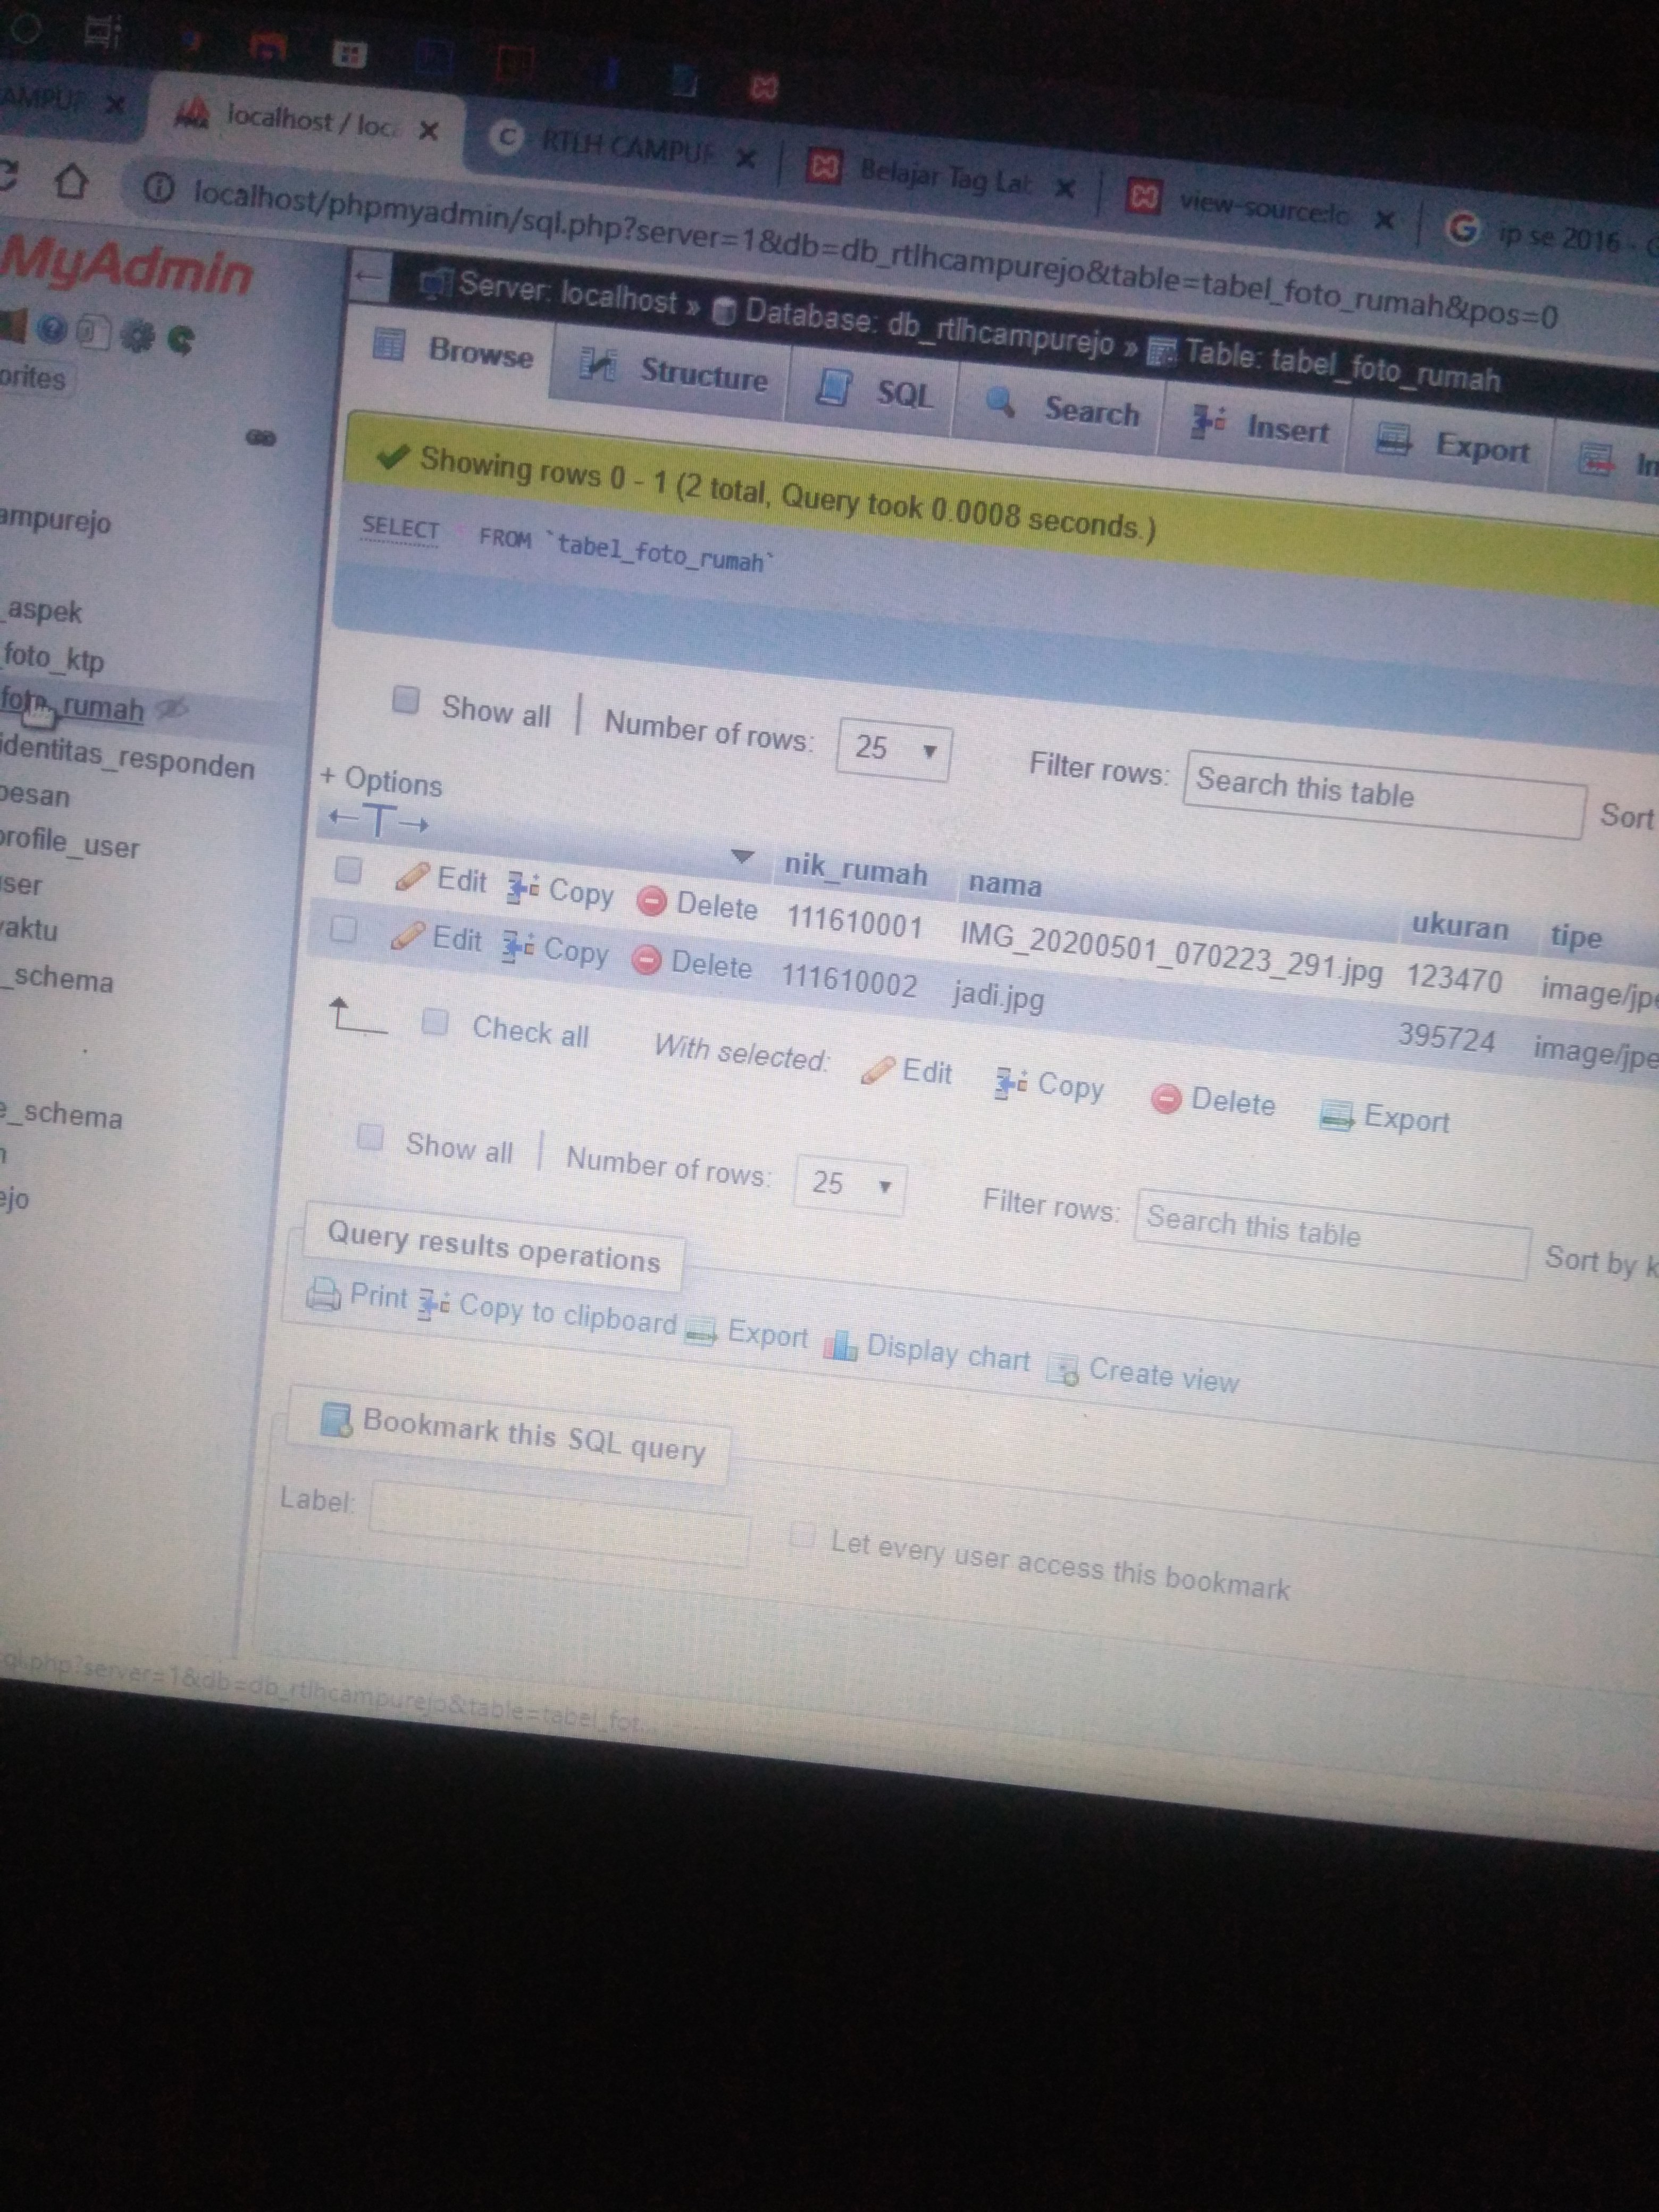 localhost / loc
RTLH CAMPUR
Belajar Tag Lat
view-source:lo
ip se 2016 -
localhost/phpmyadmin/sql.php?server=1&db=db_rtlhcampurejo&table=tabel_foto_rumah&pos=0
MyAdmin
orites
ampurejo
_aspek
_foto_ktp
foto_rumah
identitas_responden
pesan
profile_user
user
waktu
_schema
e_schema
ejo
Server: localhost » Database: db_rtlhcampurejo » Table: tabel_foto_rumah
Browse Structure SQL Search Insert Export
Showing rows 0 - 1 (2 total, Query took 0.0008 seconds.)
SELECT * FROM `tabel_foto_rumah`
Show all | Number of rows: 25 Filter rows: Search this table Sort
+ Options
←T→ nik_rumah nama ukuran tipe
Edit Copy Delete 111610001 IMG_20200501_070223_291.jpg 123470 image/jpe
Edit Copy Delete 111610002 jadi.jpg 395724 image/jpe
Check all With selected: Edit Copy Delete Export
Show all | Number of rows: 25 Filter rows: Search this table Sort by k
Query results operations
Print Copy to clipboard Export Display chart Create view
Bookmark this SQL query
Label: Let every user access this bookmark
ql.php?server=1&db=db_rtlhcampurejo&table=tabel_fot...